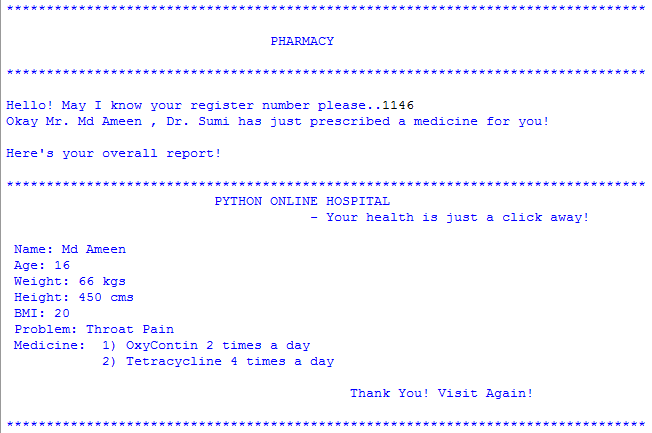 ********************************************************************************
PHARMACY
********************************************************************************
Hello! May I know your register number please..1146
Okay Mr. Md Ameen , Dr. Sumi has just prescribed a medicine for you!
Here's your overall report!
********************************************************************************
PYTHON ONLINE HOSPITAL
- Your health is just a click away!
Name: Md Ameen
Age: 16
Weight: 66 kgs
Height: 450 cms
BMI: 20
Problem: Throat Pain
Medicine:  1) OxyContin 2 times a day
2) Tetracycline 4 times a day
Thank You! Visit Again!
********************************************************************************